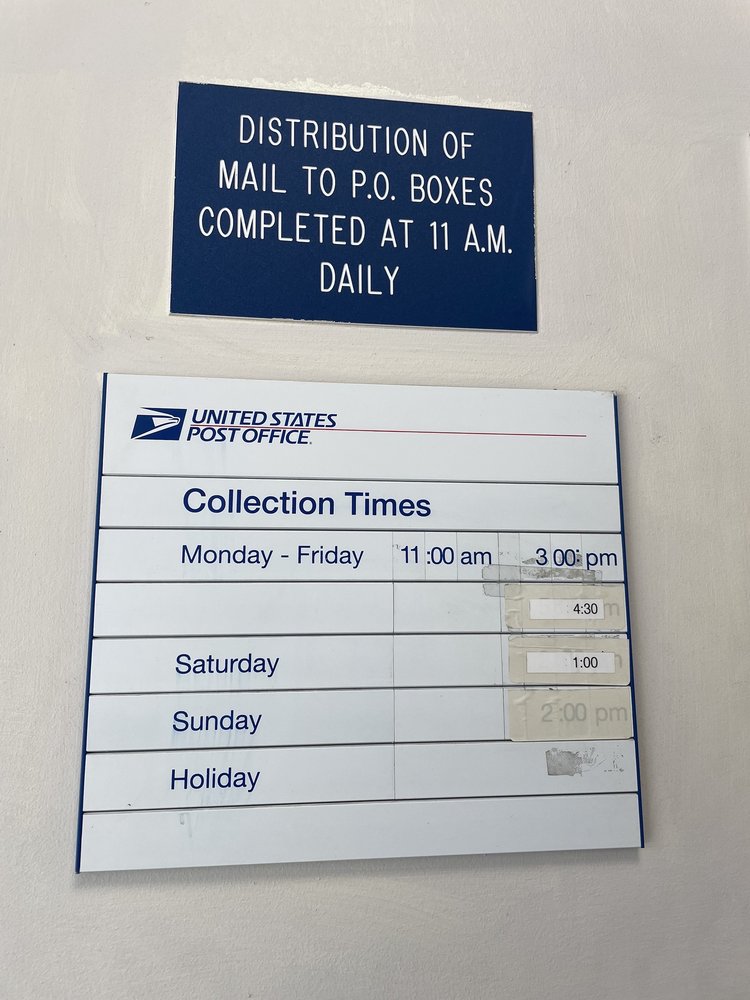 DISTRIBUTION OF
MAIL TO P.O. BOXES
COMPLETED AT 11 A.M.
DAILY
UNITED STATES
POST OFFICE®
Collection Times
Monday - Friday 11:00 am 3 00: pm
4:30
Saturday 1:00
Sunday 2:00 pm
Holiday